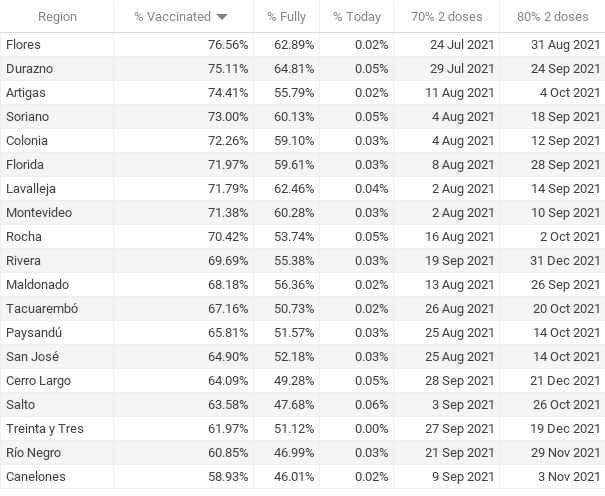 Region % Vaccinated % Fully % Today 70% 2 doses 80% 2 doses
Flores 76.56% 62.89% 0.02% 24 Jul 2021 31 Aug 2021
Durazno 75.11% 64.81% 0.05% 29 Jul 2021 24 Sep 2021
Artigas 74.41% 55.79% 0.02% 11 Aug 2021 4 Oct 2021
Soriano 73.00% 60.13% 0.05% 4 Aug 2021 18 Sep 2021
Colonia 72.26% 59.10% 0.03% 4 Aug 2021 12 Sep 2021
Florida 71.97% 59.61% 0.03% 8 Aug 2021 28 Sep 2021
Lavalleja 71.79% 62.46% 0.04% 2 Aug 2021 14 Sep 2021
Montevideo 71.38% 60.28% 0.03% 2 Aug 2021 10 Sep 2021
Rocha 70.42% 53.74% 0.05% 16 Aug 2021 2 Oct 2021
Rivera 69.69% 55.38% 0.03% 19 Sep 2021 31 Dec 2021
Maldonado 68.18% 56.36% 0.02% 13 Aug 2021 26 Sep 2021
Tacuarembó 67.16% 50.73% 0.02% 26 Aug 2021 20 Oct 2021
Paysandú 65.81% 51.57% 0.03% 25 Aug 2021 14 Oct 2021
San José 64.90% 52.18% 0.03% 25 Aug 2021 14 Oct 2021
Cerro Largo 64.09% 49.28% 0.05% 28 Sep 2021 21 Dec 2021
Salto 63.58% 47.68% 0.06% 3 Sep 2021 26 Oct 2021
Treinta y Tres 61.97% 51.12% 0.00% 27 Sep 2021 19 Dec 2021
Río Negro 60.85% 46.99% 0.03% 21 Sep 2021 29 Nov 2021
Canelones 58.93% 46.01% 0.02% 9 Sep 2021 3 Nov 2021